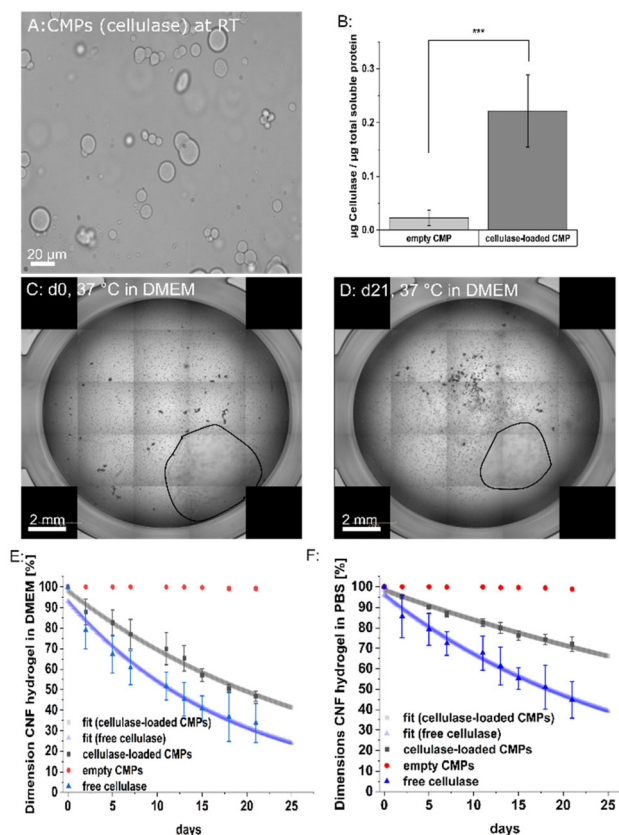 A:CMPs (cellulase) at RT
20 µm
B:
***
µg Cellulase / µg total soluble protein
0.3
0.2
0.1
0.0
empty CMP
cellulase-loaded CMP
C: d0, 37 °C in DMEM
2 mm
D: d21, 37 °C in DMEM
2 mm
E:
Dimension CNF hydrogel in DMEM [%]
100
90
80
70
60
50
40
30
20
10
0
fit (cellulase-loaded CMPs)
fit (free cellulase)
cellulase-loaded CMPs
empty CMPs
free cellulase
0 5 10 15 20 25
days
F:
Dimensions CNF hydrogel in PBS [%]
100
90
80
70
60
50
40
30
20
10
0
fit (cellulase-loaded CMPs)
fit (free cellulase)
cellulase-loaded CMPs
empty CMPs
free cellulase
0 5 10 15 20 25
days